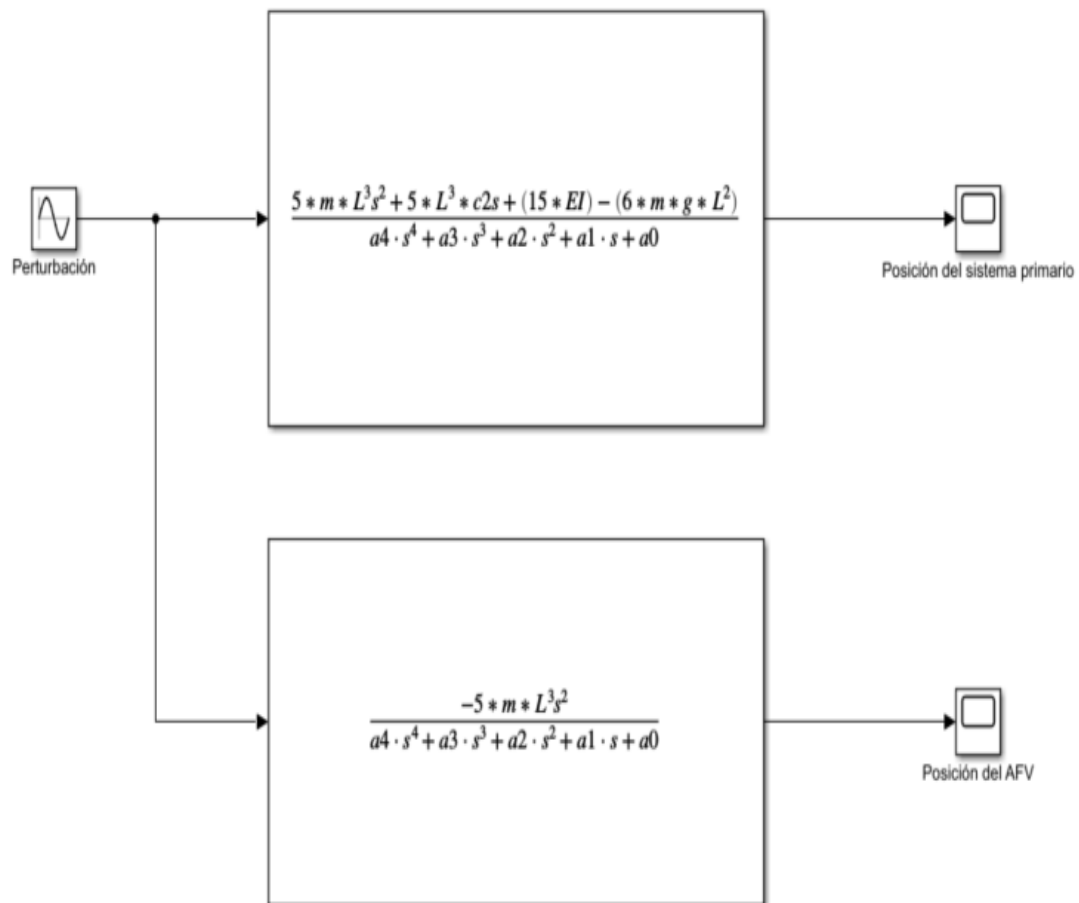 5 * m * L³s² + 5 * L³ * c2s + (15 * EI) − (6 * m * g * L²)
a4 · s⁴ + a3 · s³ + a2 · s² + a1 · s + a0
Perturbación
Posición del sistema primario
−5 * m * L³s²
a4 · s⁴ + a3 · s³ + a2 · s² + a1 · s + a0
Posición del AFV